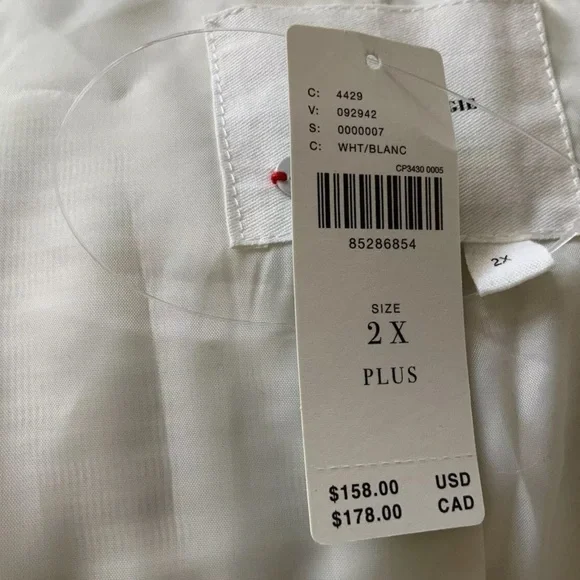 C: 4429
V: 092942
S: 0000007
C: WHT/BLANC
CP3430 0005
85286854
SIZE
2X
PLUS
$158.00 USD
$178.00 CAD
2X